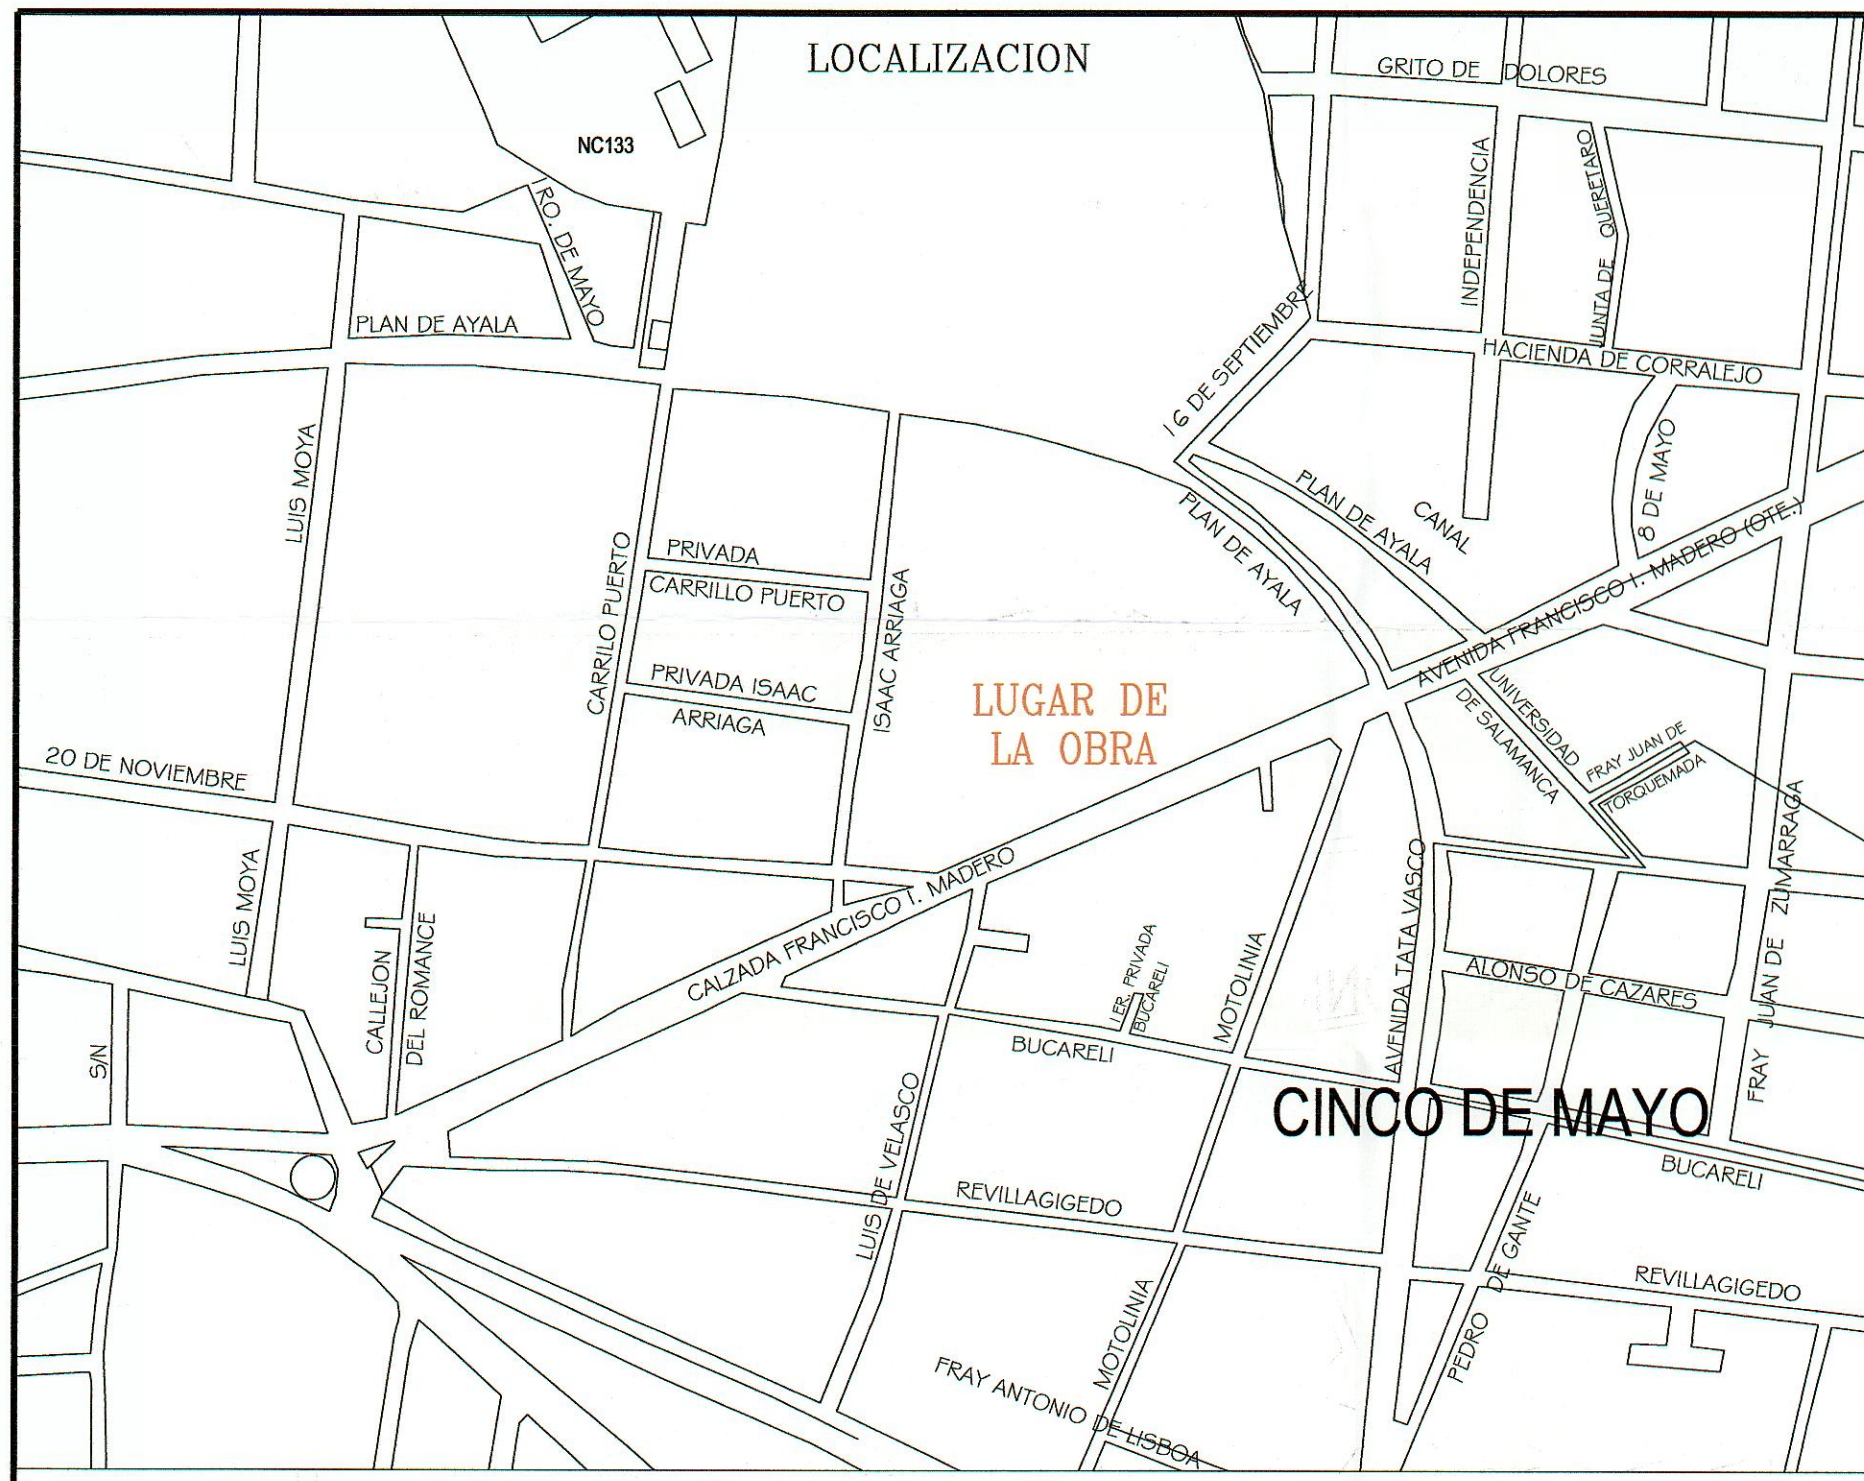 LOCALIZACION
GRITO DE DOLORES
NC133
INDEPENDENCIA
JUNTA DE QUERETARO
1RO. DE MAYO
PLAN DE AYALA
16 DE SEPTIEMBRE
HACIENDA DE CORRALEJO
LUIS MOYA
8 DE MAYO
PLAN DE AYALA
CANAL
PLAN DE AYALA
AVENIDA FRANCISCO I. MADERO (OTE.)
CARRILO PUERTO
PRIVADA
CARRILLO PUERTO
ISAAC ARRIAGA
PRIVADA ISAAC
ARRIAGA
LUGAR DE
LA OBRA
UNIVERSIDAD
DE SALAMANCA
FRAY JUAN DE
TORQUEMADA
20 DE NOVIEMBRE
FRAY JUAN DE ZUMARRAGA
LUIS MOYA
CALLEJON
DEL ROMANCE
CALZADA FRANCISCO I. MADERO
AVENIDA TATA VASCO
1ER. PRIVADA
BUCARELI
MOTOLINIA
ALONSO DE CAZARES
S/N
BUCARELI
LUIS DE VELASCO
CINCO DE MAYO
BUCARELI
REVILLAGIGEDO
PEDRO DE GANTE
REVILLAGIGEDO
MOTOLINIA
FRAY ANTONIO DE LISBOA